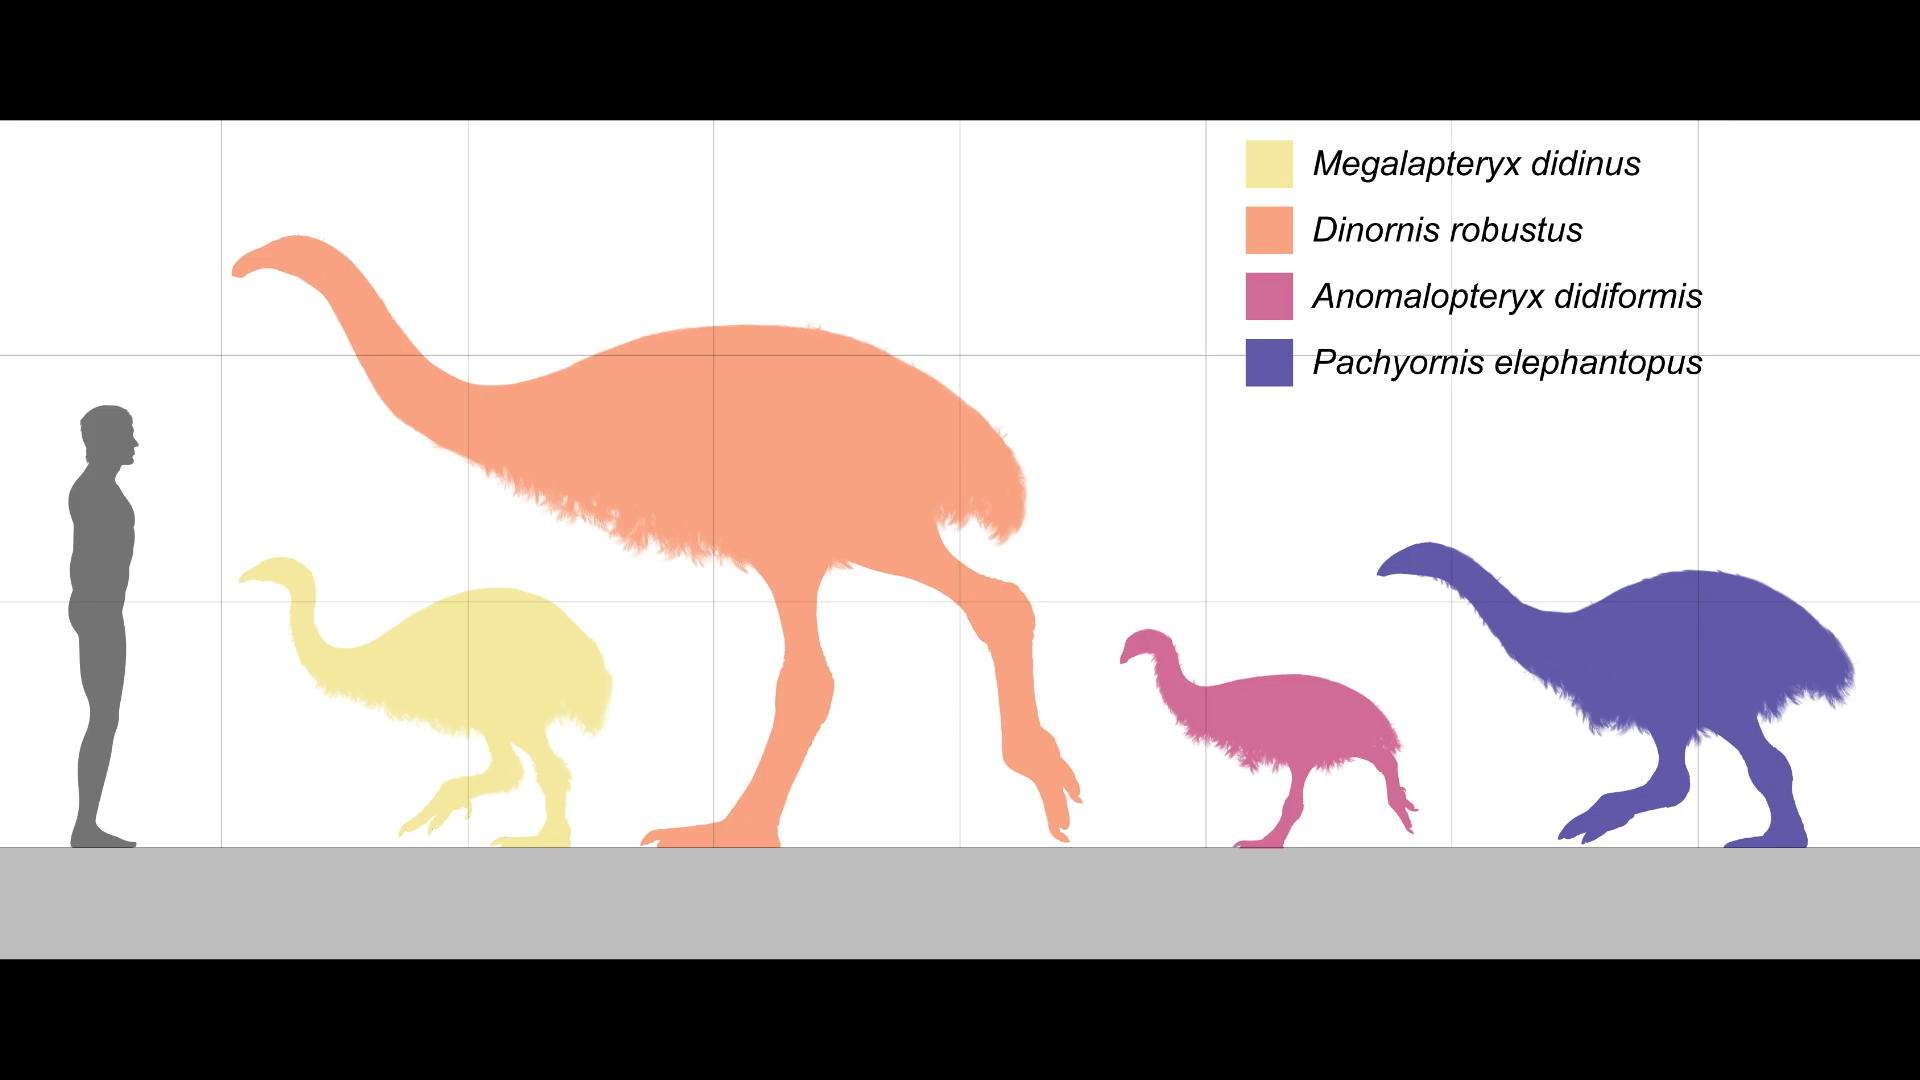 Megalapteryx didinus
Dinornis robustus
Anomalopteryx didiformis
Pachyornis elephantopus